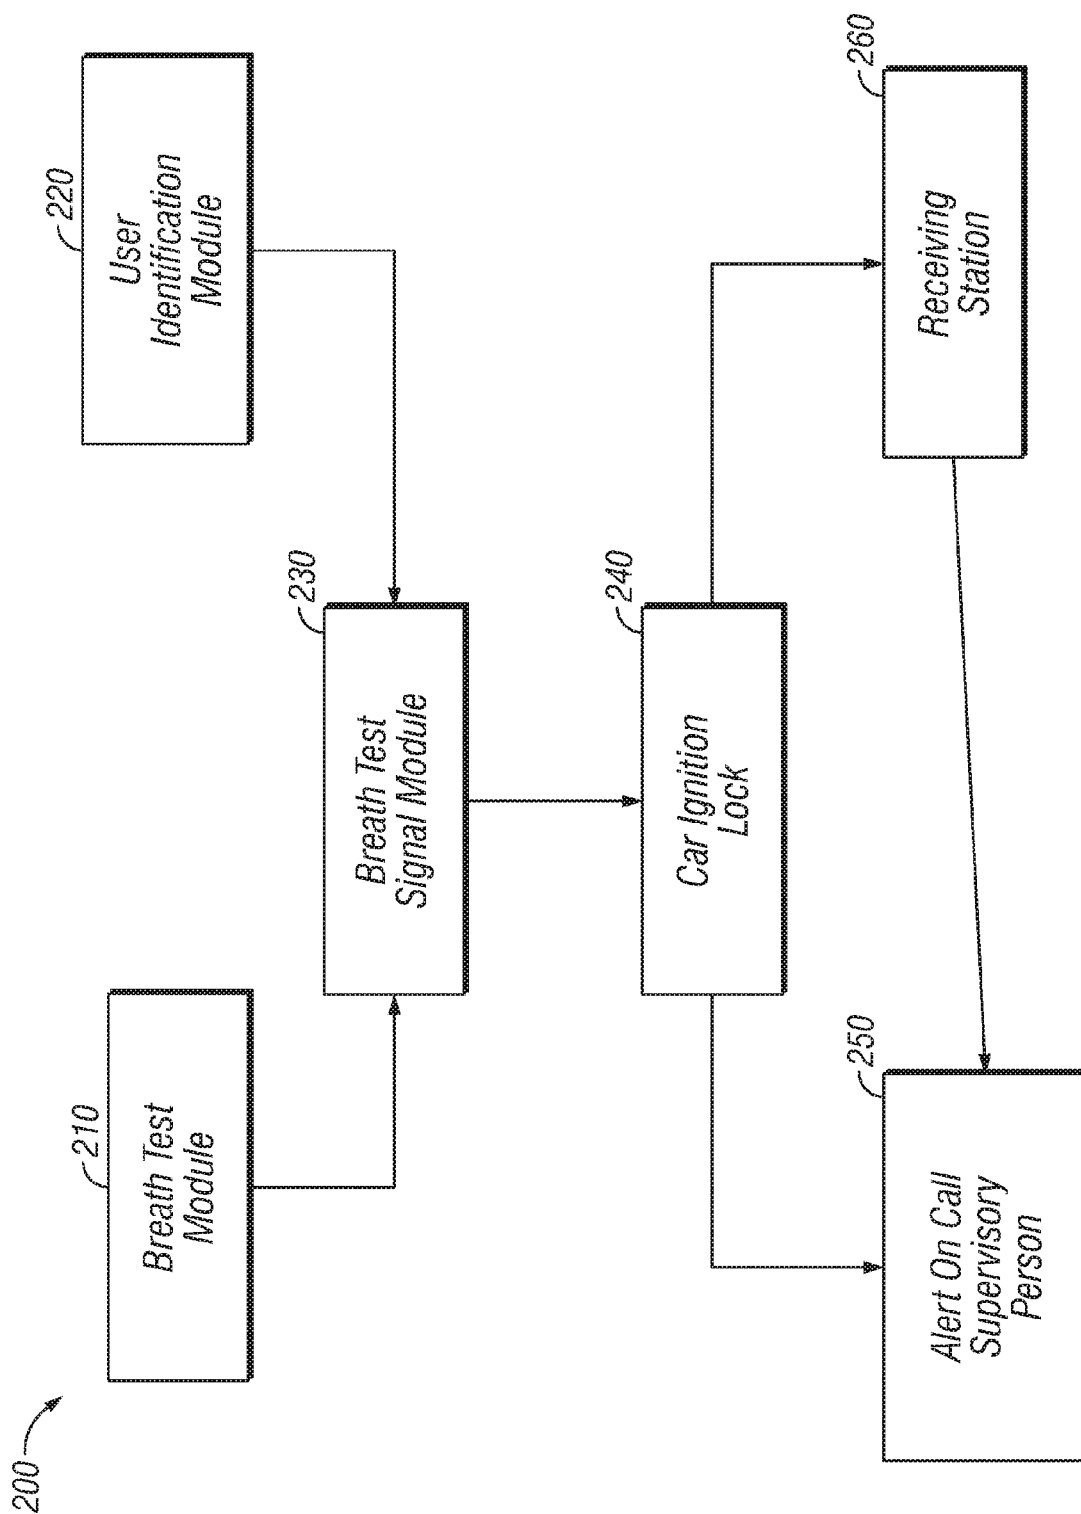 200
210
Breath Test
Module
220
User
Identification
Module
230
Breath Test
Signal Module
240
Car Ignition
Lock
250
Alert On Call
Supervisory
Person
260
Receiving
Station